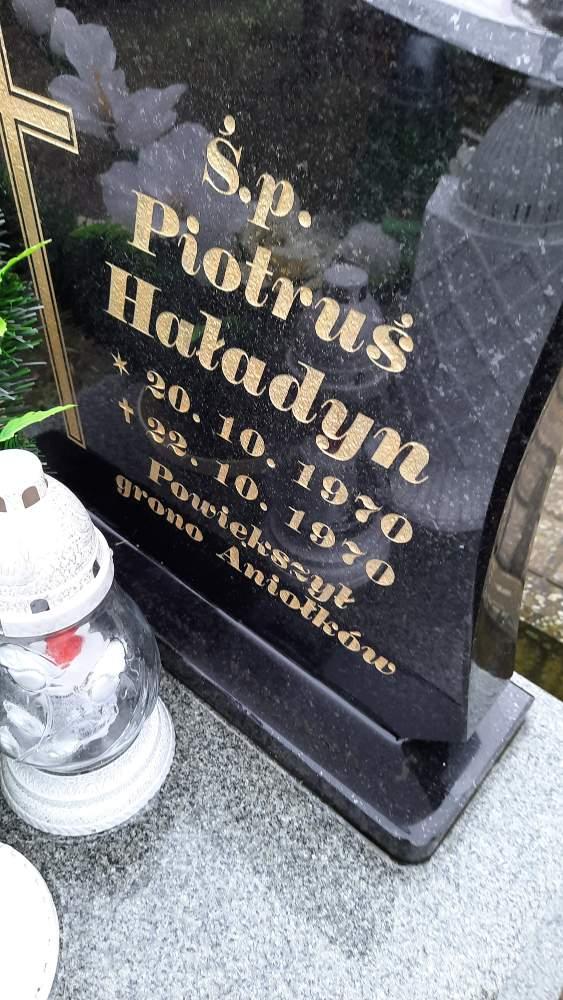 Ś.p.
Piotruś
Haładyn
* 20. 10. 1970
† 22. 10. 1970
Powiększył
grono Aniołków